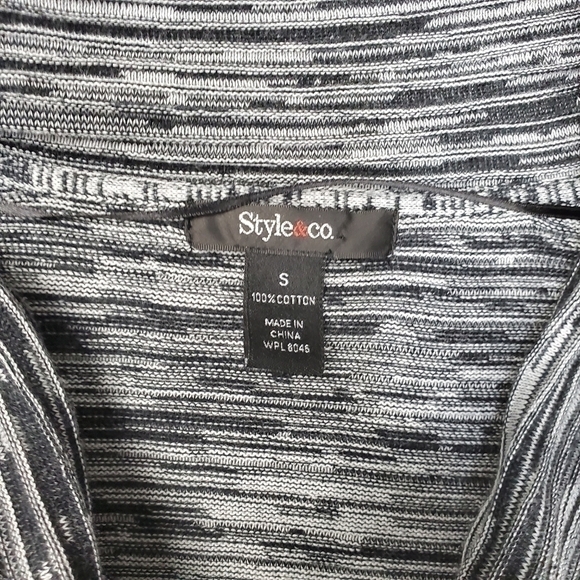 Style&co.
S
100% COTTON
MADE IN
CHINA
WPL 8046